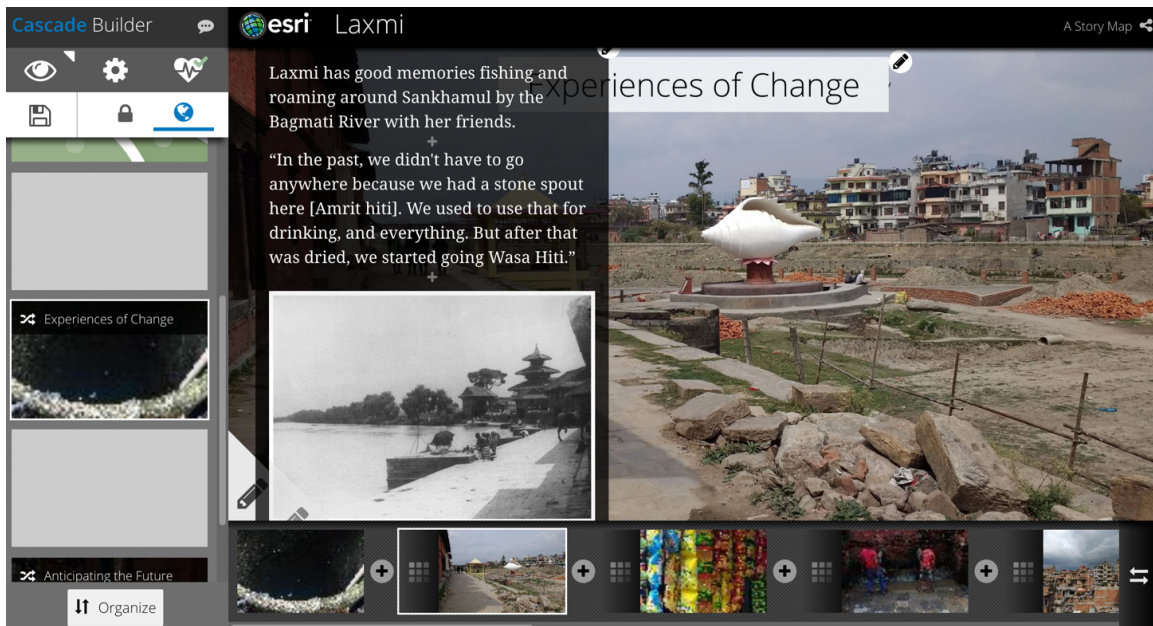 Cascade Builder
esri Laxmi
A Story Map
Experiences of Change
Laxmi has good memories fishing and
roaming around Sankhamul by the
Bagmati River with her friends.
“In the past, we didn't have to go
anywhere because we had a stone spout
here [Amrit hiti]. We used to use that for
drinking, and everything. But after that
was dried, we started going Wasa Hiti.”
Experiences of Change
Anticipating the Future
Organize